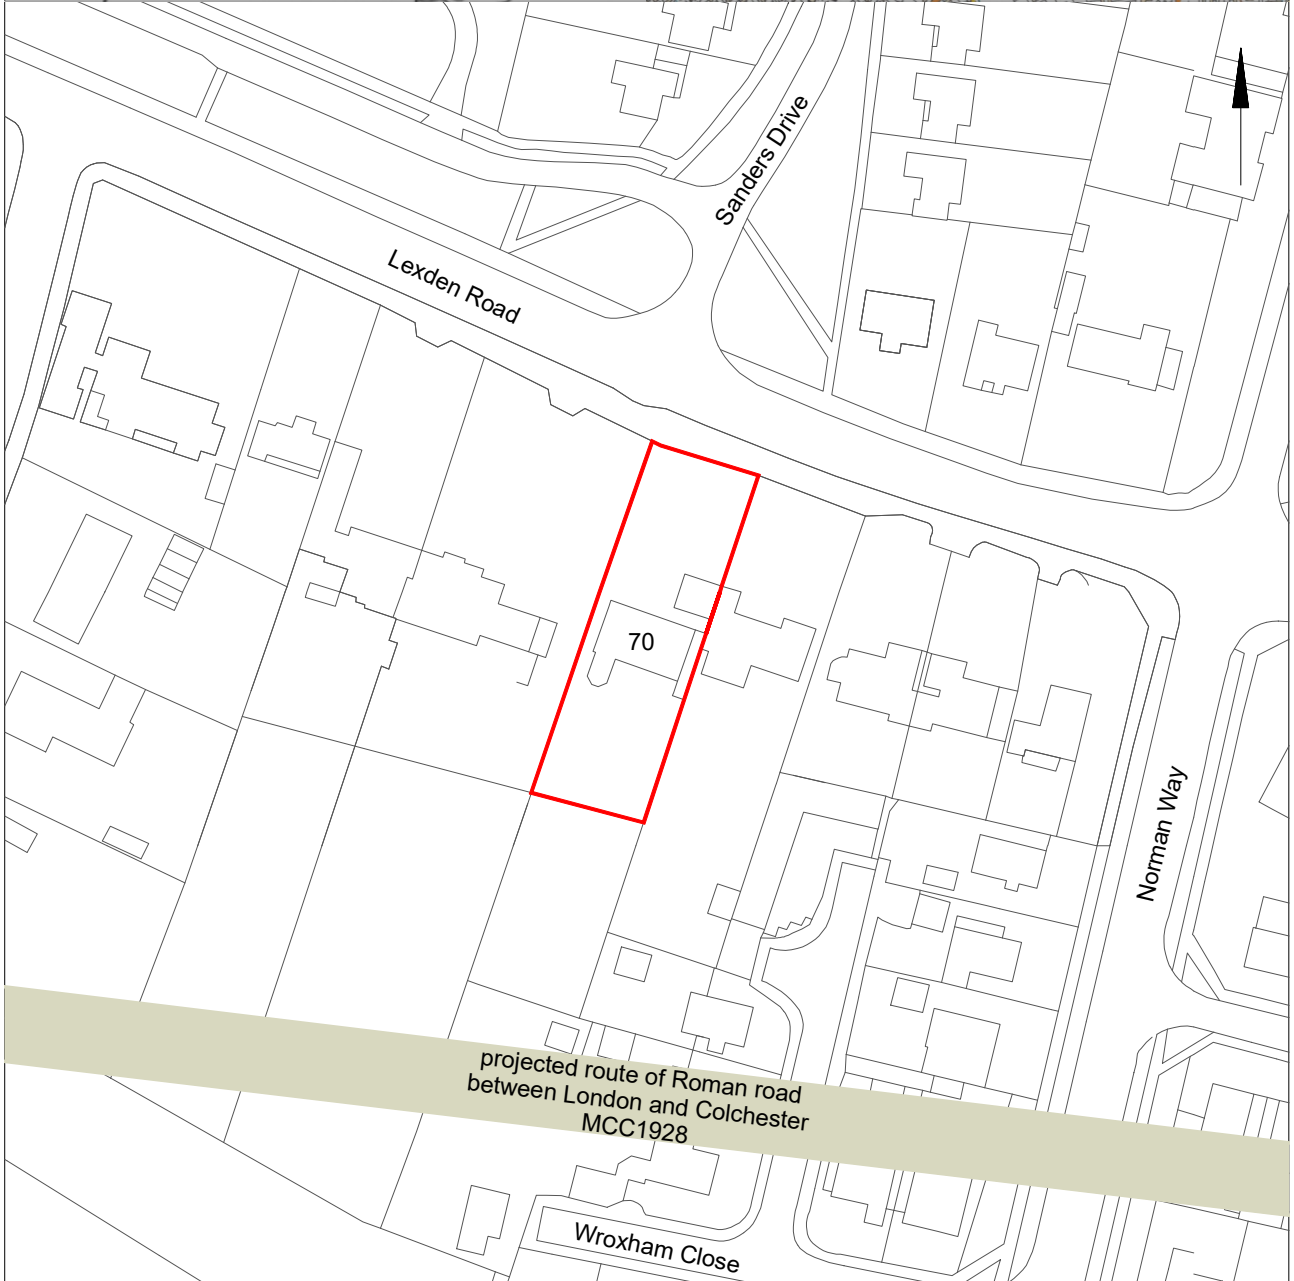 Sanders Drive
Lexden Road
70
Norman Way
projected route of Roman road
between London and Colchester
MCC1928
Wroxham Close